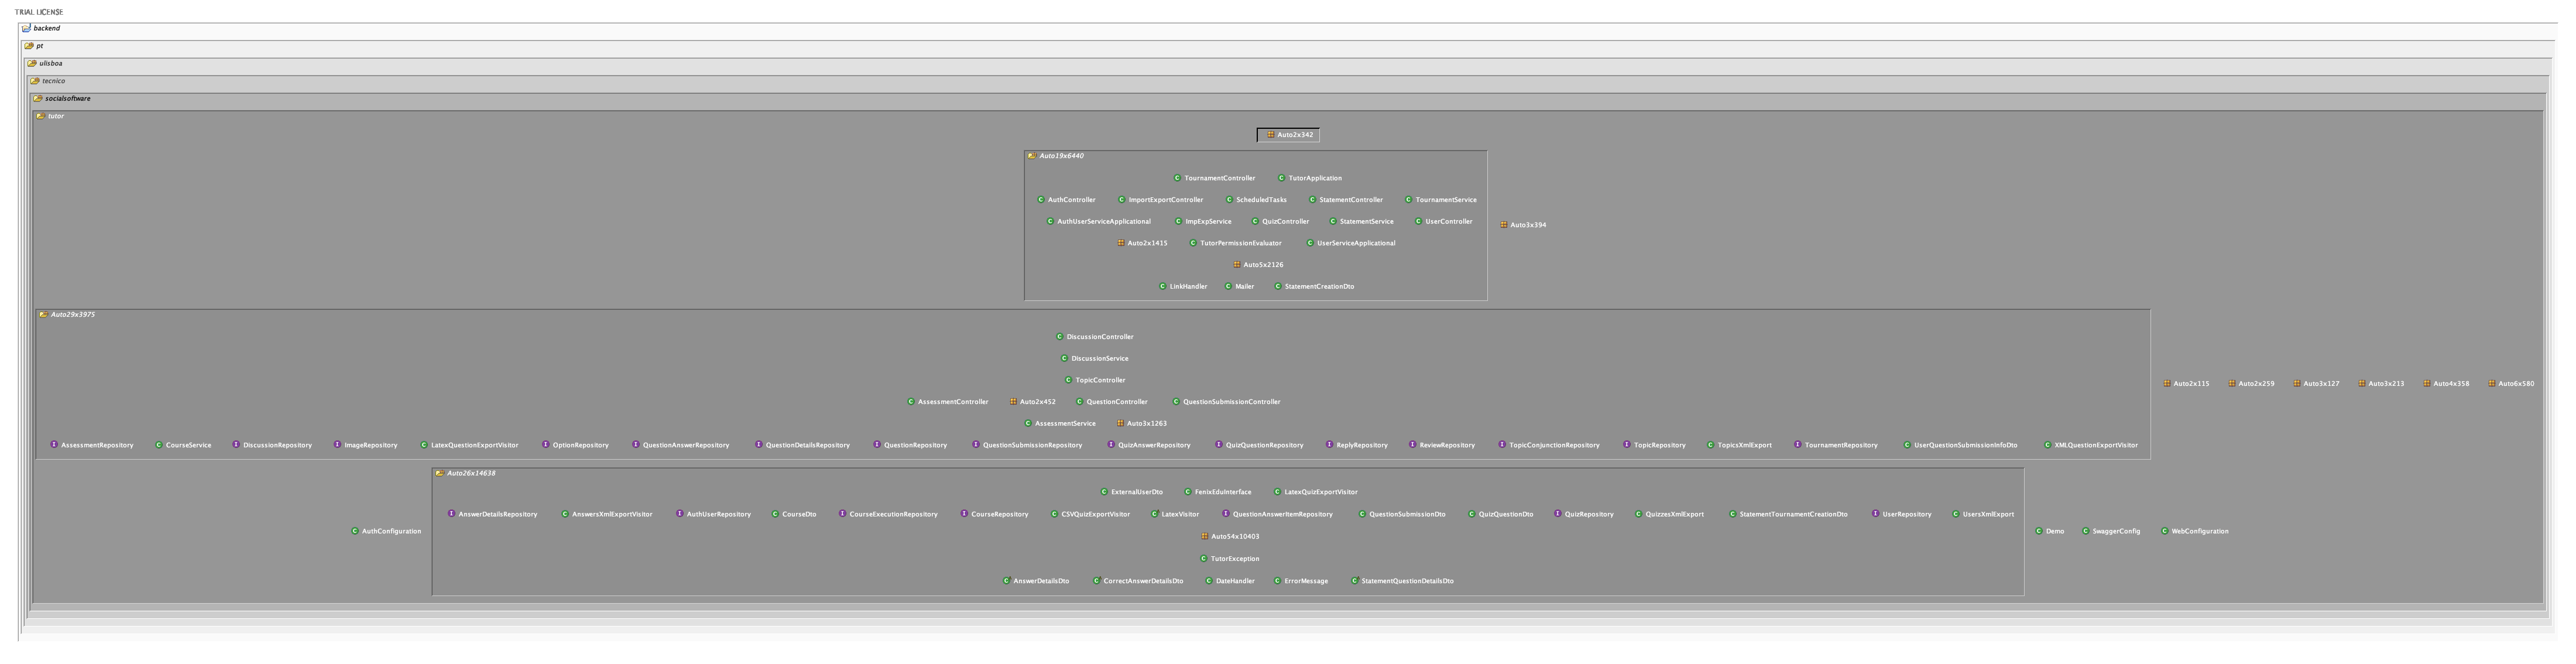 TRIAL LICENSE
backend
pt
ulisboa
tecnico
socialsoftware
tutor
Auto2x342
Auto19x6440
TournamentController TutorApplication
AuthController ImportExportController ScheduledTasks StatementController TournamentService
AuthUserServiceApplicational ImpExpService QuizController StatementService UserController
Auto3x394
Auto2x1415 TutorPermissionEvaluator UserServiceApplicational
Auto5x2126
LinkHandler Mailer StatementCreationDto
Auto29x3975
DiscussionController
DiscussionService
TopicController
Auto2x115 Auto2x259 Auto3x127 Auto3x213 Auto4x358 Auto6x580
AssessmentController Auto2x452 QuestionController QuestionSubmissionController
AssessmentService Auto3x1263
AssessmentRepository CourseService DiscussionRepository ImageRepository LatexQuestionExportVisitor OptionRepository QuestionAnswerRepository QuestionDetailsRepository QuestionRepository QuestionSubmissionRepository QuizAnswerRepository QuizQuestionRepository ReplyRepository ReviewRepository TopicConjunctionRepository TopicRepository TopicsXmlExport TournamentRepository UserQuestionSubmissionInfoDto XMLQuestionExportVisitor
Auto26x14638
ExternalUserDto FenixEduInterface LatexQuizExportVisitor
AnswerDetailsRepository AnswersXmlExportVisitor AuthUserRepository CourseDto CourseExecutionRepository CourseRepository CSVQuizExportVisitor LatexVisitor QuestionAnswerItemRepository QuestionSubmissionDto QuizQuestionDto QuizRepository QuizzesXmlExport StatementTournamentCreationDto UserRepository UsersXmlExport
AuthConfiguration Demo SwaggerConfig WebConfiguration
Auto54x10403
TutorException
AnswerDetailsDto CorrectAnswerDetailsDto DateHandler ErrorMessage StatementQuestionDetailsDto